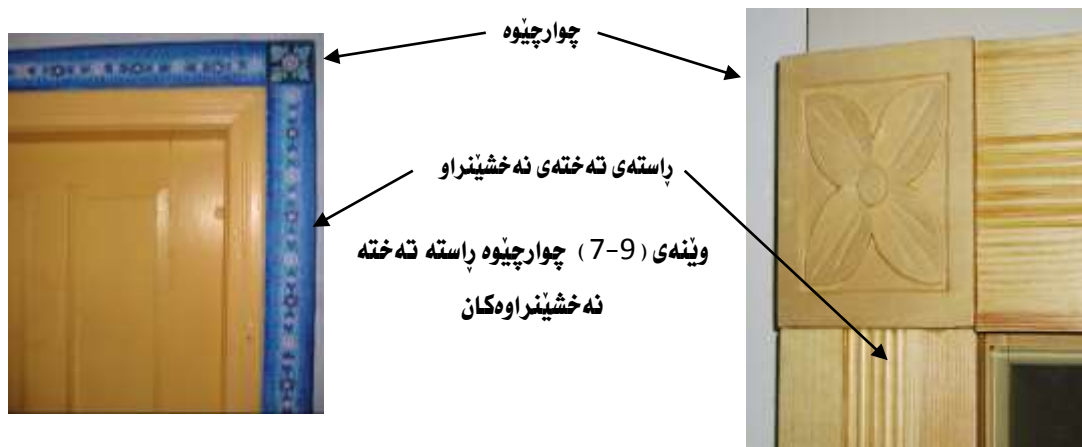 چوارچێوە
ڕاستەی تەختەی نەخشێنراو
وێنەی (9-7) چوارچێوە ڕاستە تەختە
نەخشێنراوەکان